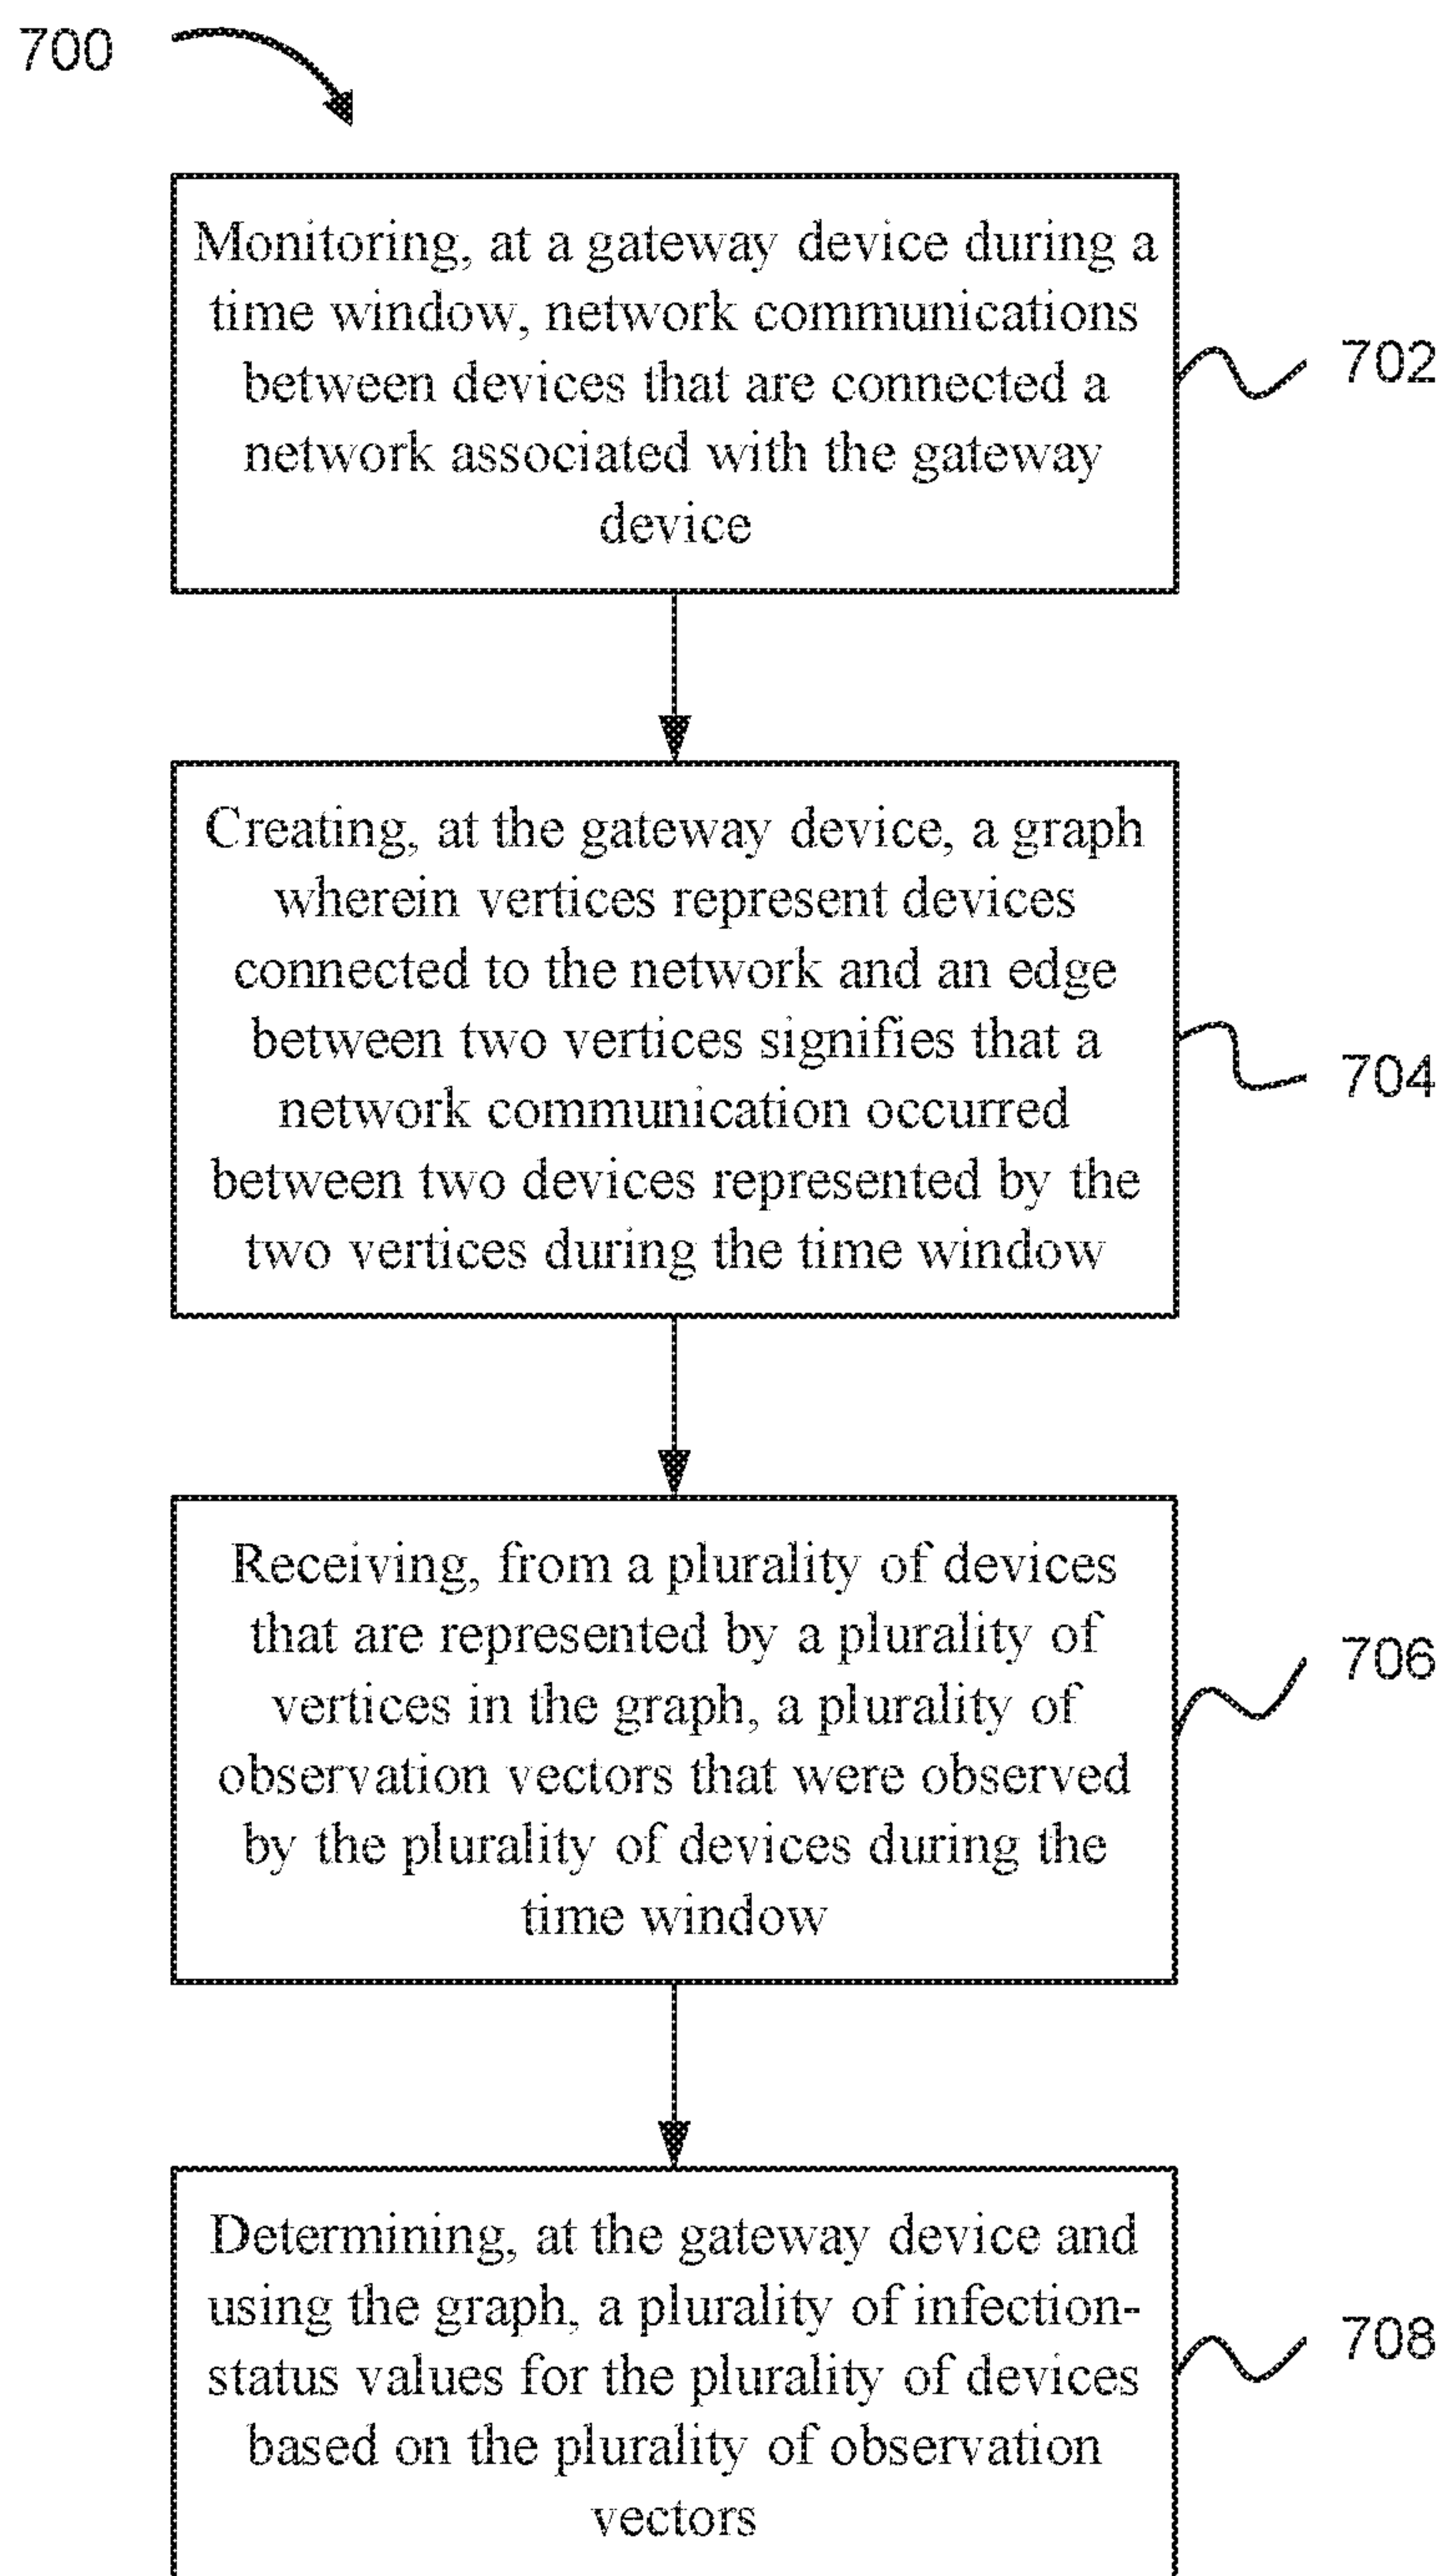 700
Monitoring, at a gateway device during a
time window, network communications
between devices that are connected a
network associated with the gateway
device
702
Creating, at the gateway device, a graph
wherein vertices represent devices
connected to the network and an edge
between two vertices signifies that a
network communication occurred
between two devices represented by the
two vertices during the time window
704
Receiving, from a plurality of devices
that are represented by a plurality of
vertices in the graph, a plurality of
observation vectors that were observed
by the plurality of devices during the
time window
706
Determining, at the gateway device and
using the graph, a plurality of infection-
status values for the plurality of devices
based on the plurality of observation
vectors
708